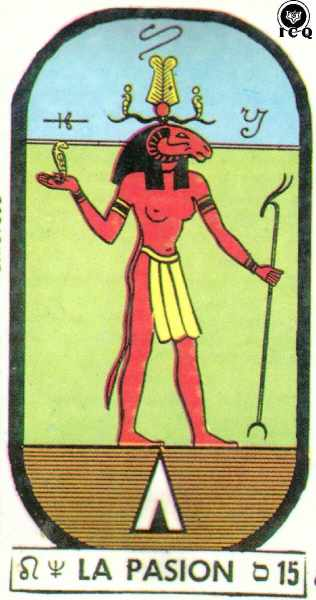 ICQ
♌ ♆ LA PASION ס 15